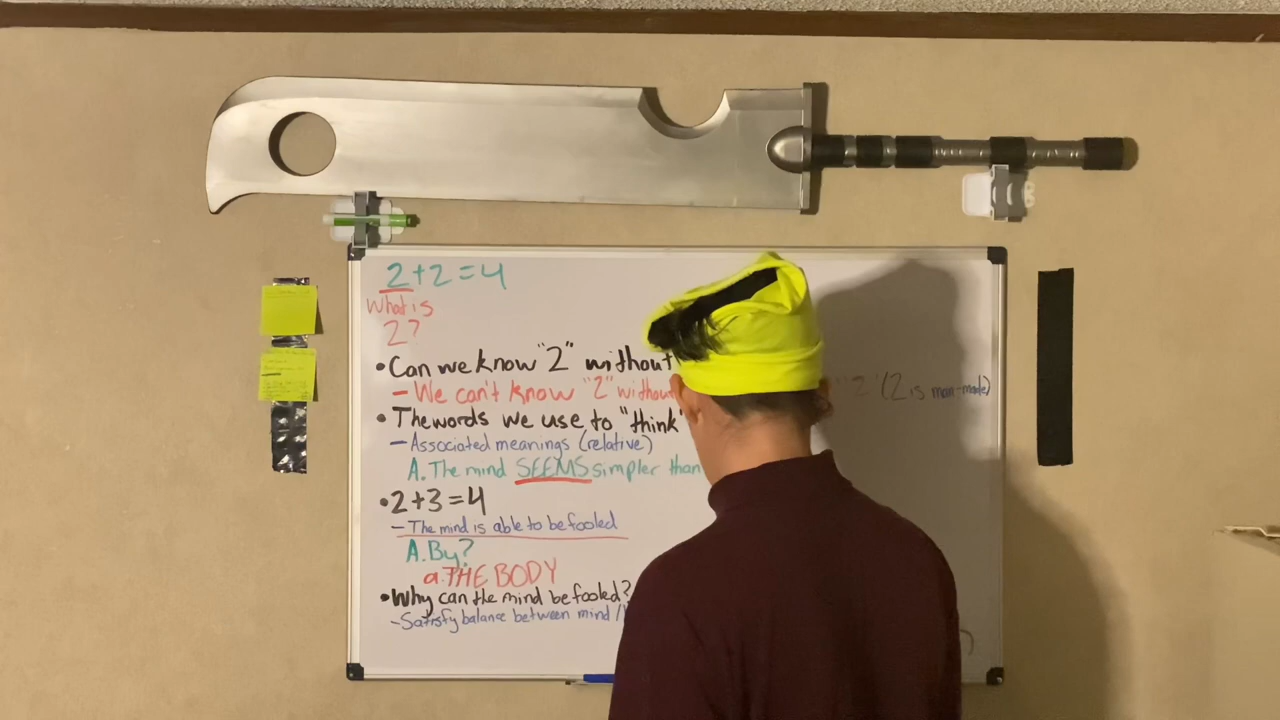 2+2=4
What is
2?
•Can we know "2" without
-We can't know "2" without "2" (2 is man-made)
•The words we use to "think"
-Associated meanings (relative)
A. The mind SEEMS simpler than
•2+3=4
-The mind is able to be fooled
A. By?
a. THE BODY
•Why can the mind be fooled?
-Satisfy balance between mind /